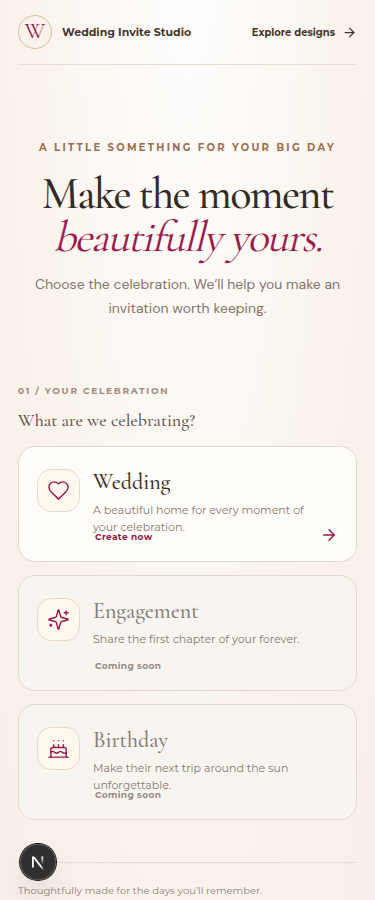 W Wedding Invite Studio Explore designs
A LITTLE SOMETHING FOR YOUR BIG DAY
Make the moment
beautifully yours.
Choose the celebration. We’ll help you make an
invitation worth keeping.
01 / YOUR CELEBRATION
What are we celebrating?
Wedding
A beautiful home for every moment of
your celebration.
Create now
Engagement
Share the first chapter of your forever.
Coming soon
Birthday
Make their next trip around the sun
unforgettable.
Coming soon
N
Thoughtfully made for the days you’ll remember.